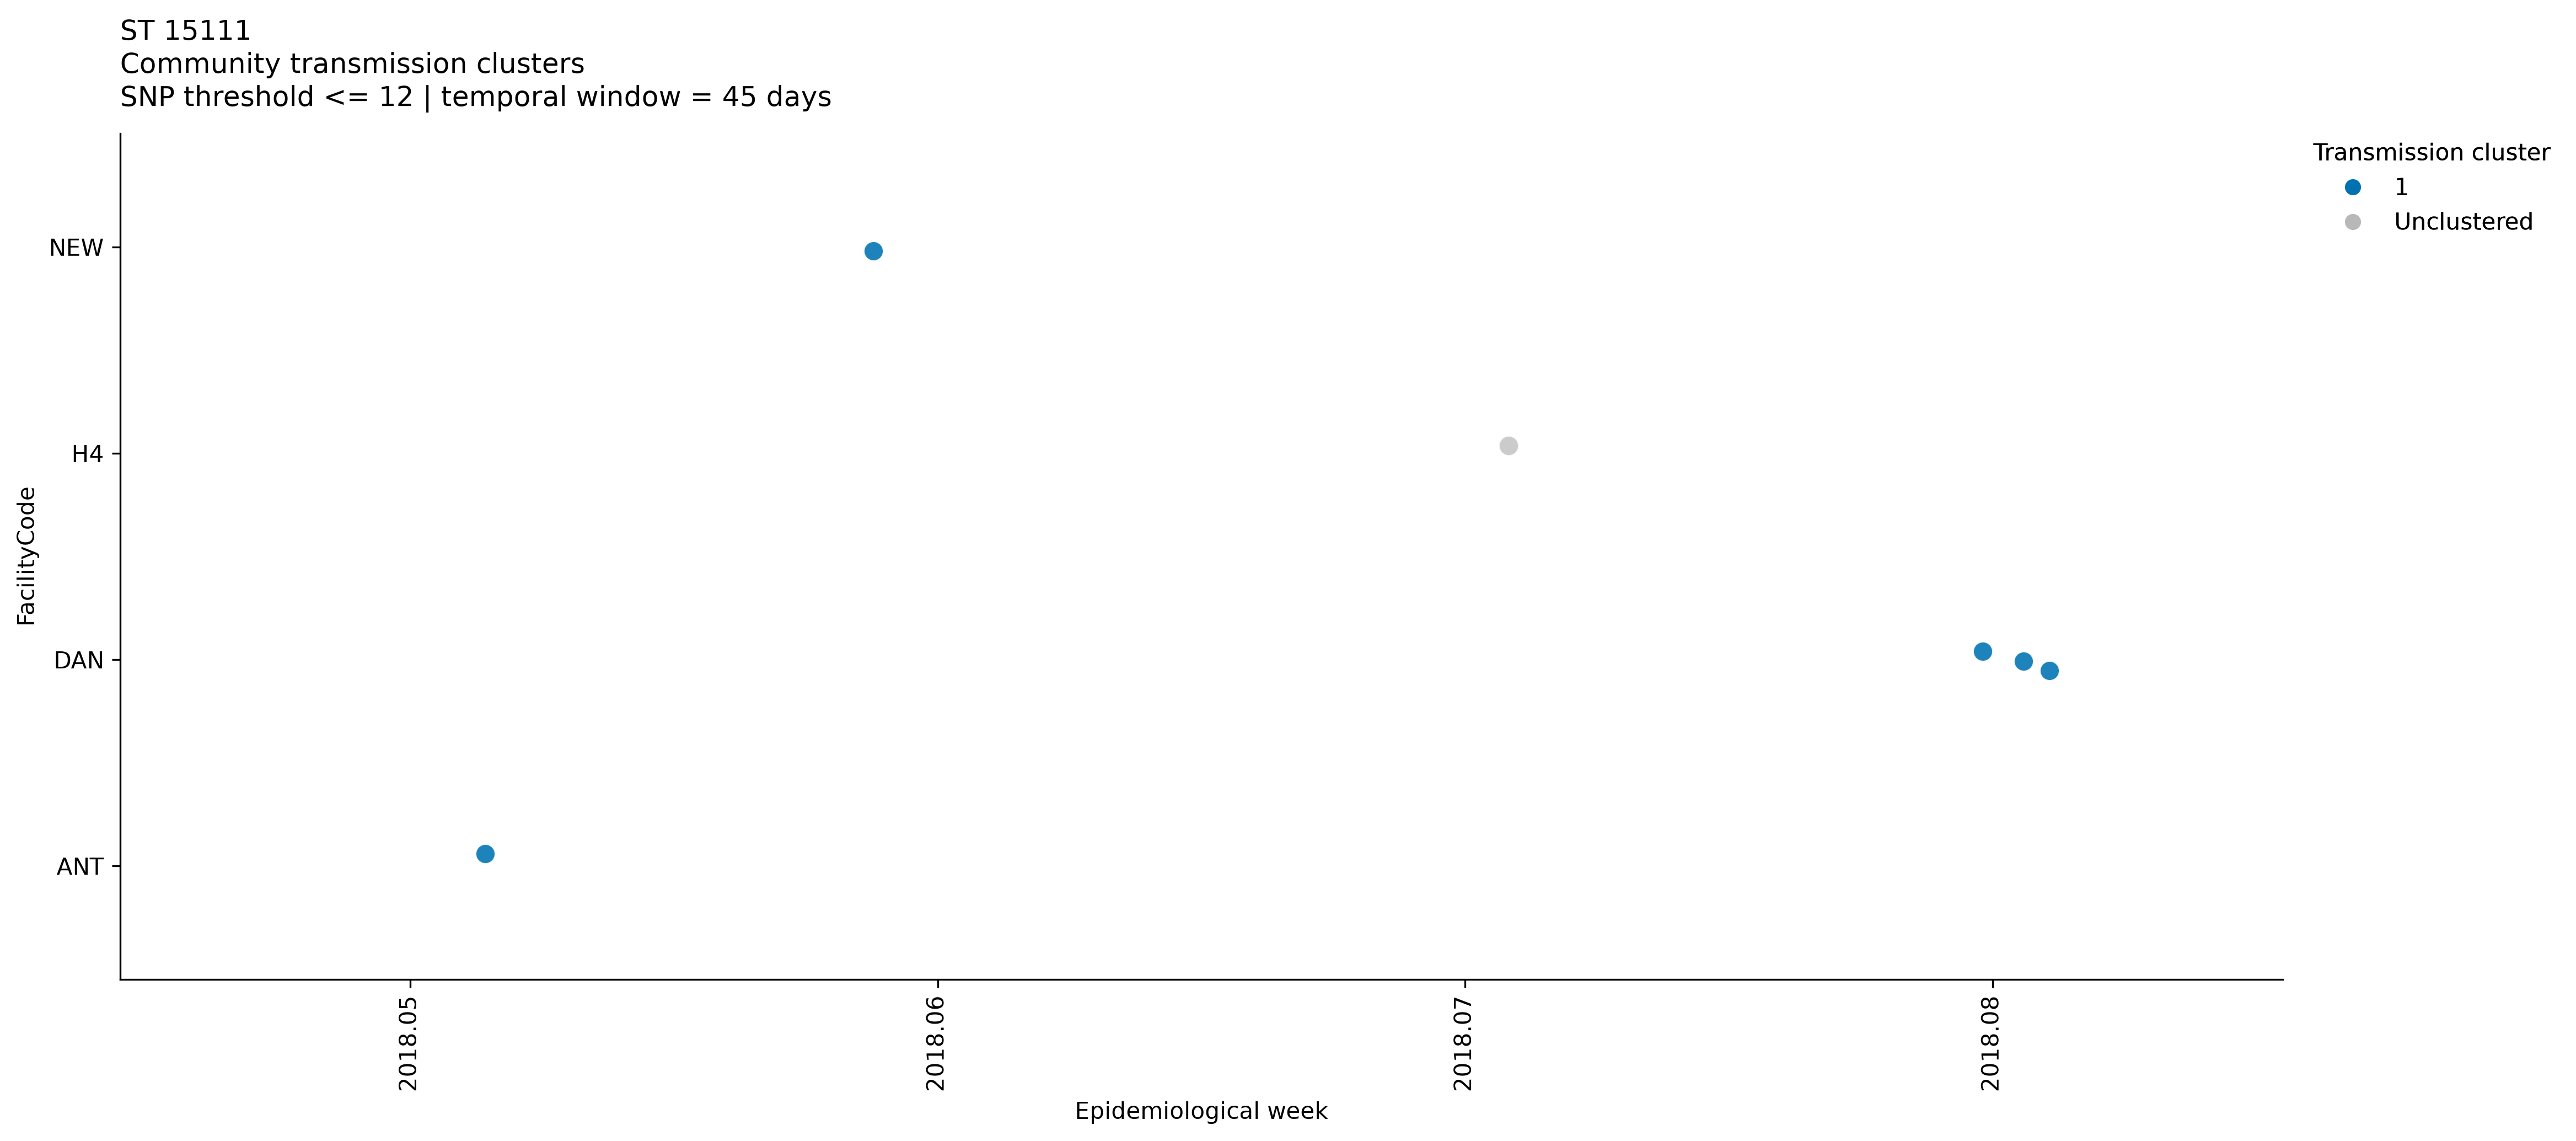 ST 15111
Community transmission clusters
SNP threshold <= 12 | temporal window = 45 days
Transmission cluster
1
Unclustered
FacilityCode
NEW
H4
DAN
ANT
2018.05
2018.06
2018.07
2018.08
Epidemiological week